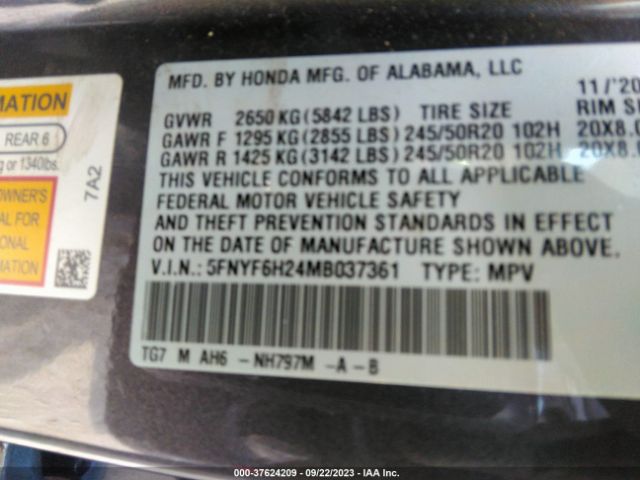 MATION
REAR 6
g or 1340lbs.
OWNER'S
AL FOR
ONAL
MATION
7A2
MFD. BY HONDA MFG. OF ALABAMA, LLC 11/'20
GVWR 2650 KG (5842 LBS) TIRE SIZE RIM S
GAWR F 1295 KG (2855 LBS) 245/50R20 102H 20X8.0
GAWR R 1425 KG (3142 LBS) 245/50R20 102H 20X8.0
THIS VEHICLE CONFORMS TO ALL APPLICABLE
FEDERAL MOTOR VEHICLE SAFETY
AND THEFT PREVENTION STANDARDS IN EFFECT
ON THE DATE OF MANUFACTURE SHOWN ABOVE.
V.I.N.: 5FNYF6H24MB037361 TYPE: MPV
TG7 M AH6 -NH797M -A-B
000-37624209 - 09/22/2023 - IAA Inc.